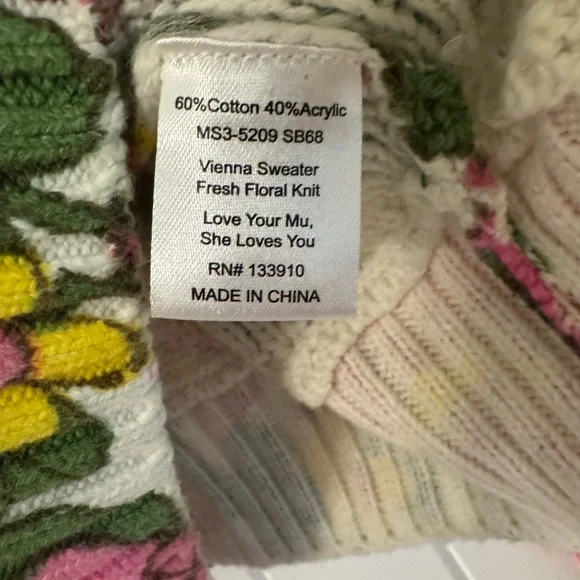 60%Cotton 40%Acrylic
MS3-5209 SB68
Vienna Sweater
Fresh Floral Knit
Love Your Mu,
She Loves You
RN# 133910
MADE IN CHINA